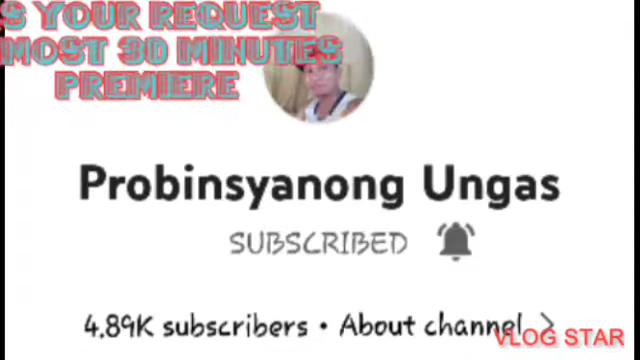 S YOUR REQUEST
MOST 30 MINUTES
PREMIERE
Probinsyanong Ungas
SUBSCRIBED
4.89K subscribers • About channel >
VLOG STAR